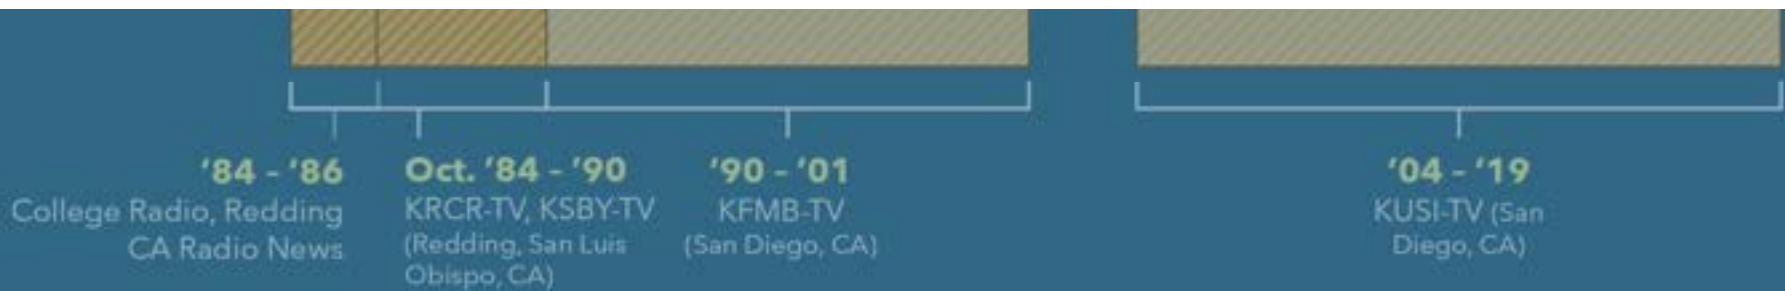 ‘84 - ‘86
College Radio, Redding
CA Radio News
Oct. ‘84 - ‘90
KRCR-TV, KSBY-TV
(Redding, San Luis
Obispo, CA)
‘90 - ‘01
KFMB-TV
(San Diego, CA)
‘04 - ‘19
KUSI-TV (San
Diego, CA)